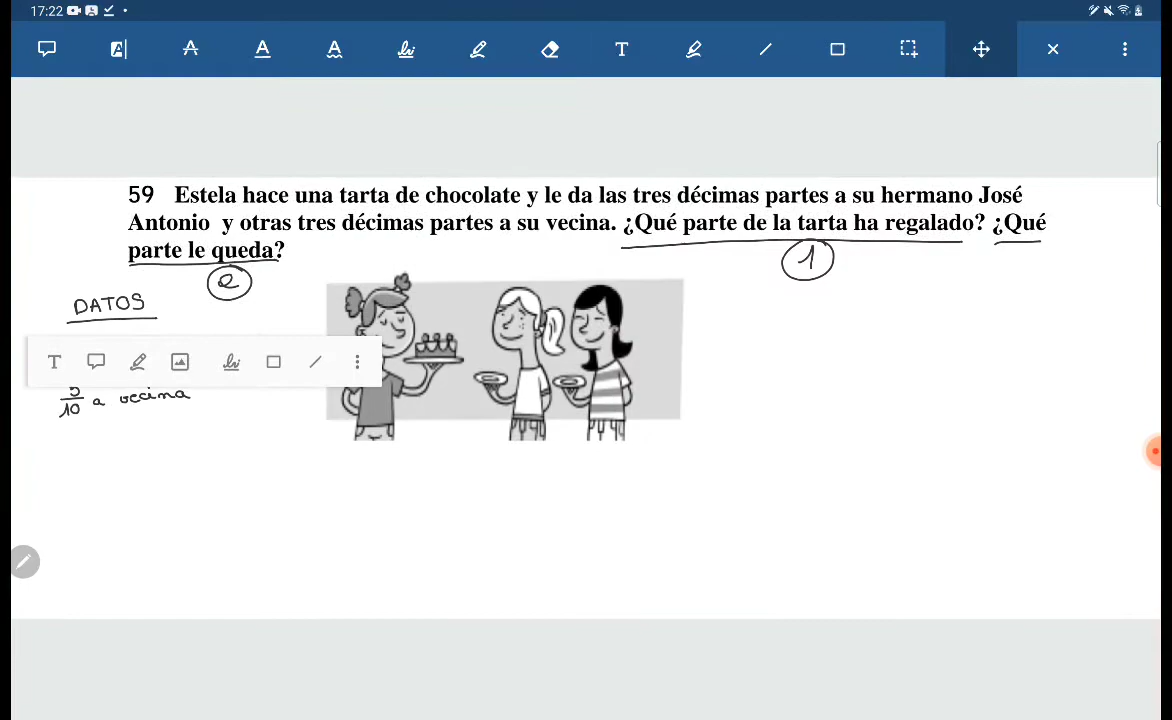 17:22
A A A A T
59 Estela hace una tarta de chocolate y le da las tres décimas partes a su hermano José
Antonio y otras tres décimas partes a su vecina. ¿Qué parte de la tarta ha regalado? ¿Qué
parte le queda?
1
2
DATOS
T
10 a vecina